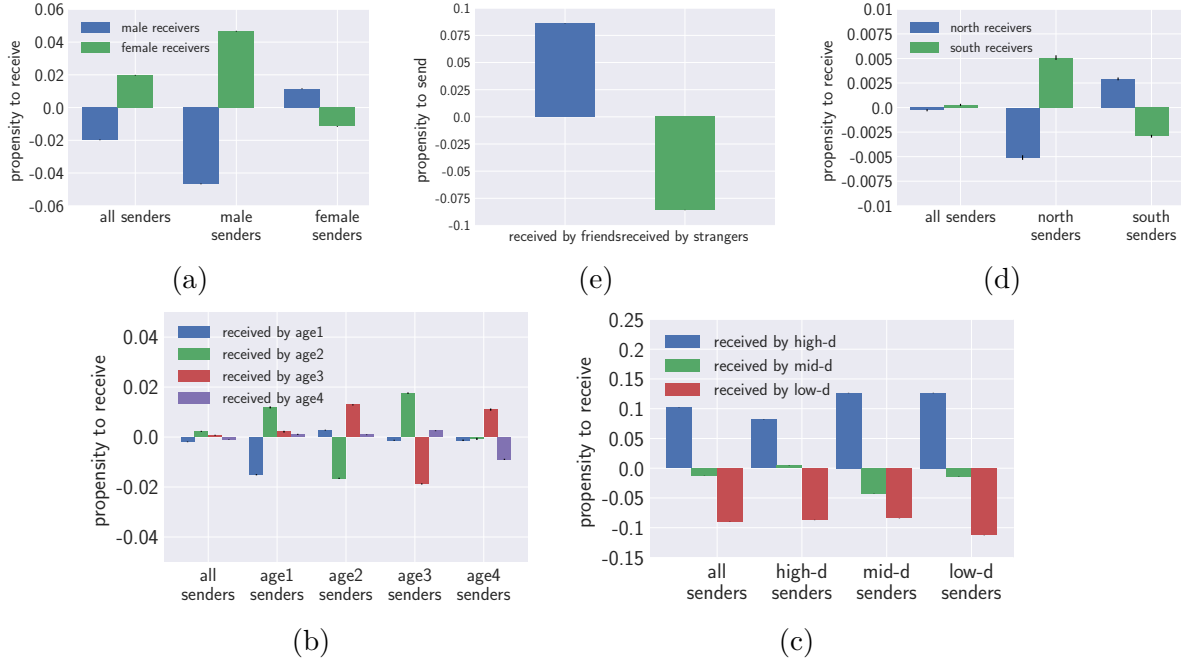 0.06
0.04
0.02
0.0
-0.02
-0.04
-0.06
propensity to receive
male receivers
female receivers
all senders
male
senders
female
senders
(a)
0.1
0.075
0.05
0.025
0.0
-0.025
-0.05
-0.075
-0.1
propensity to send
received by friends
received by strangers
(e)
0.01
0.0075
0.005
0.0025
0.0
-0.0025
-0.005
-0.0075
-0.01
propensity to receive
north receivers
south receivers
all senders
north
senders
south
senders
(d)
0.04
0.02
0.0
-0.02
-0.04
propensity to receive
received by age1
received by age2
received by age3
received by age4
all
senders
age1
senders
age2
senders
age3
senders
age4
senders
(b)
0.25
0.2
0.15
0.1
0.05
0.0
-0.05
-0.1
-0.15
propensity to receive
received by high-d
received by mid-d
received by low-d
all
senders
high-d
senders
mid-d
senders
low-d
senders
(c)